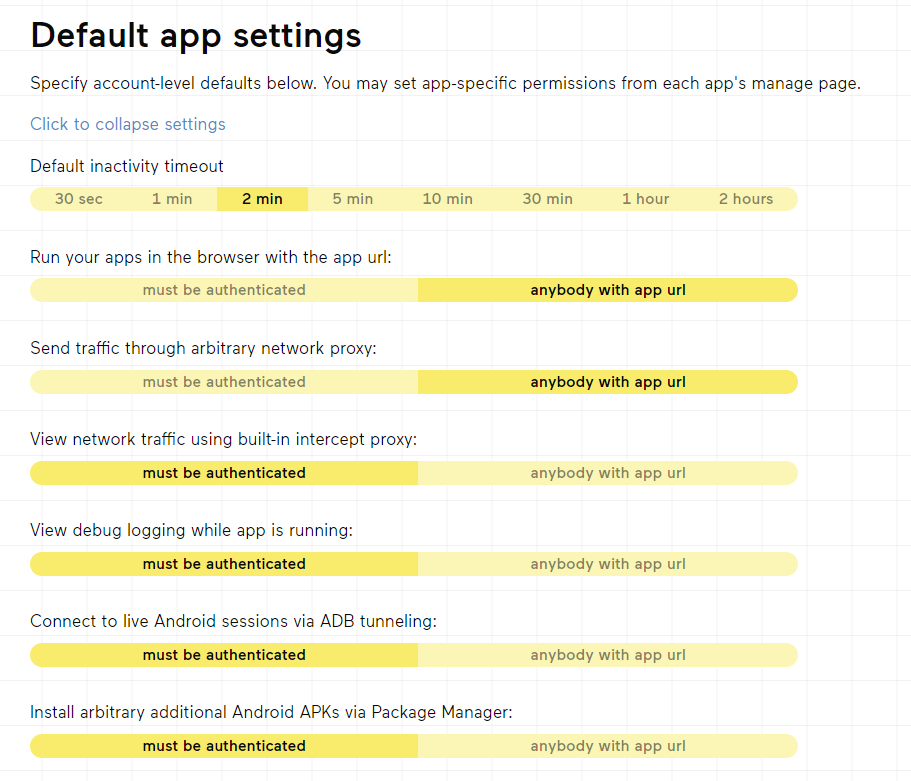 Default app settings
Specify account-level defaults below. You may set app-specific permissions from each app's manage page.
Click to collapse settings
Default inactivity timeout
30 sec 1 min 2 min 5 min 10 min 30 min 1 hour 2 hours
Run your apps in the browser with the app url:
must be authenticated anybody with app url
Send traffic through arbitrary network proxy:
must be authenticated anybody with app url
View network traffic using built-in intercept proxy:
must be authenticated anybody with app url
View debug logging while app is running:
must be authenticated anybody with app url
Connect to live Android sessions via ADB tunneling:
must be authenticated anybody with app url
Install arbitrary additional Android APKs via Package Manager:
must be authenticated anybody with app url